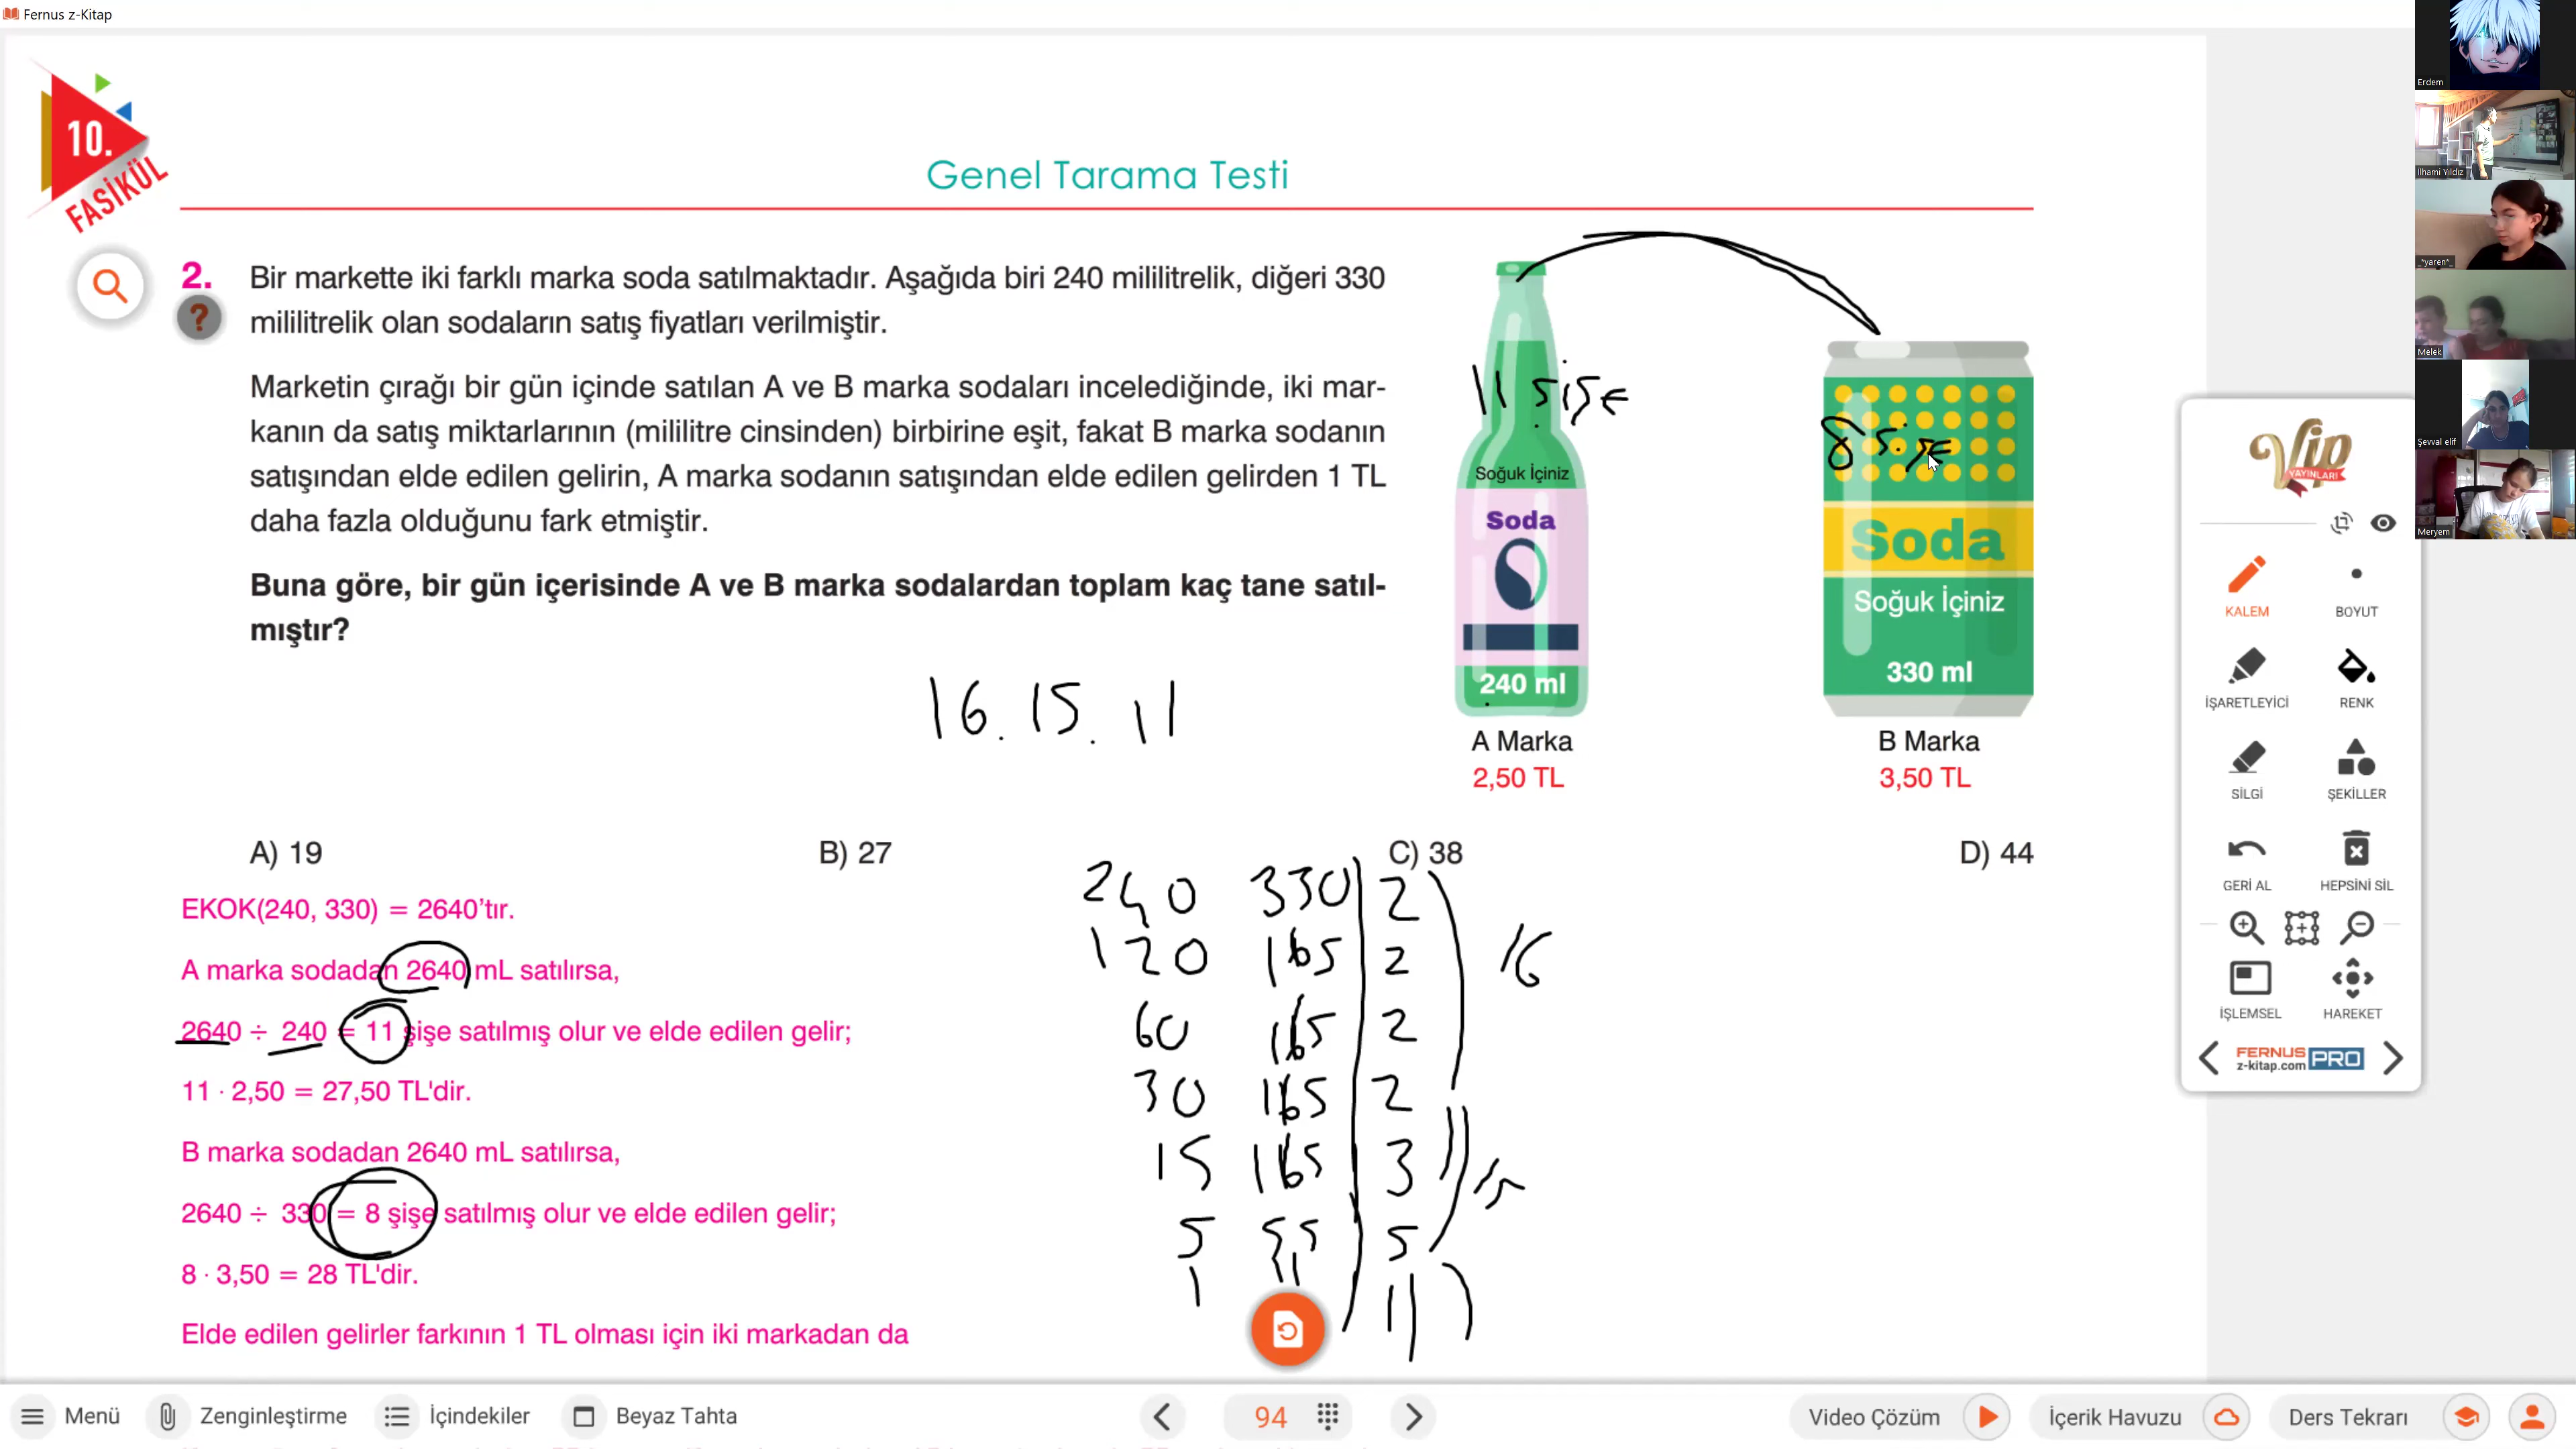 Fernus z-Kitap
10.
FASİKÜL
Genel Tarama Testi
2. Bir markette iki farklı marka soda satılmaktadır. Aşağıda biri 240 mililitrelik, diğeri 330
? mililitrelik olan sodaların satış fiyatları verilmiştir.
Marketin çırağı bir gün içinde satılan A ve B marka sodaları incelediğinde, iki mar-
kanın da satış miktarlarının (mililitre cinsinden) birbirine eşit, fakat B marka sodanın
satışından elde edilen gelirin, A marka sodanın satışından elde edilen gelirden 1 TL
daha fazla olduğunu fark etmiştir.
Buna göre, bir gün içerisinde A ve B marka sodalardan toplam kaç tane satıl-
mıştır?
16. 15. 11
11 şişe
Soğuk İçiniz
Soda
240 ml
A Marka
2,50 TL
8 şişe
Soda
Soğuk İçiniz
330 ml
B Marka
3,50 TL
A) 19
B) 27
C) 38
D) 44
EKOK(240, 330) = 2640’tır.
A marka sodadan 2640 mL satılırsa,
2640 ÷ 240 = 11 şişe satılmış olur ve elde edilen gelir;
11 · 2,50 = 27,50 TL'dir.
B marka sodadan 2640 mL satılırsa,
2640 ÷ 330 = 8 şişe satılmış olur ve elde edilen gelir;
8 · 3,50 = 28 TL'dir.
Elde edilen gelirler farkının 1 TL olması için iki markadan da
240 330 2
120 165 2 16
60 165 2
30 165 2
15 165 3
15
5 55 5
1 11 11
Erdem
İlhami Yıldız
_*yaren*_
Melek
Şevval elif
Meryem
Vip
YAYINLARI
KALEM
BOYUT
İŞARETLEYİCİ
RENK
SİLGİ
ŞEKİLLER
GERİ AL
HEPSİNİ SİL
İŞLEMSEL
HAREKET
FERNUS PRO
z-kitap.com
Menü
Zenginleştirme
İçindekiler
Beyaz Tahta
94
Video Çözüm
İçerik Havuzu
Ders Tekrarı